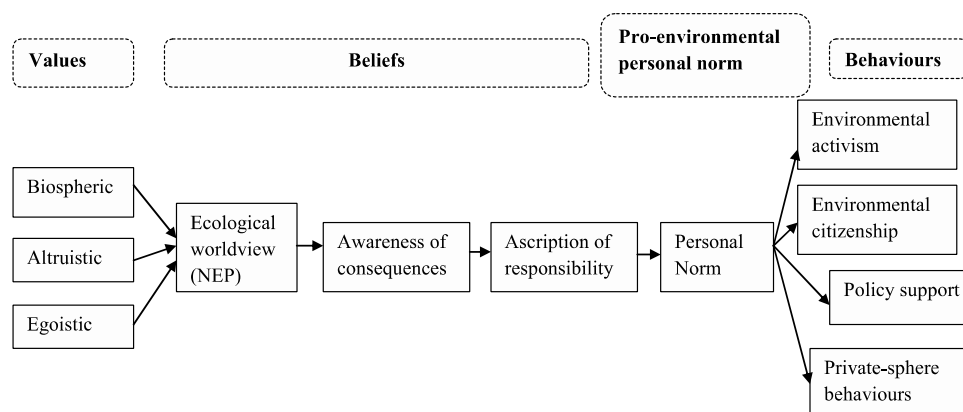 Values
Beliefs
Pro-environmental
personal norm
Behaviours
Biospheric
Altruistic
Egoistic
Ecological
worldview
(NEP)
Awareness of
consequences
Ascription of
responsibility
Personal
Norm
Environmental
activism
Environmental
citizenship
Policy support
Private-sphere
behaviours